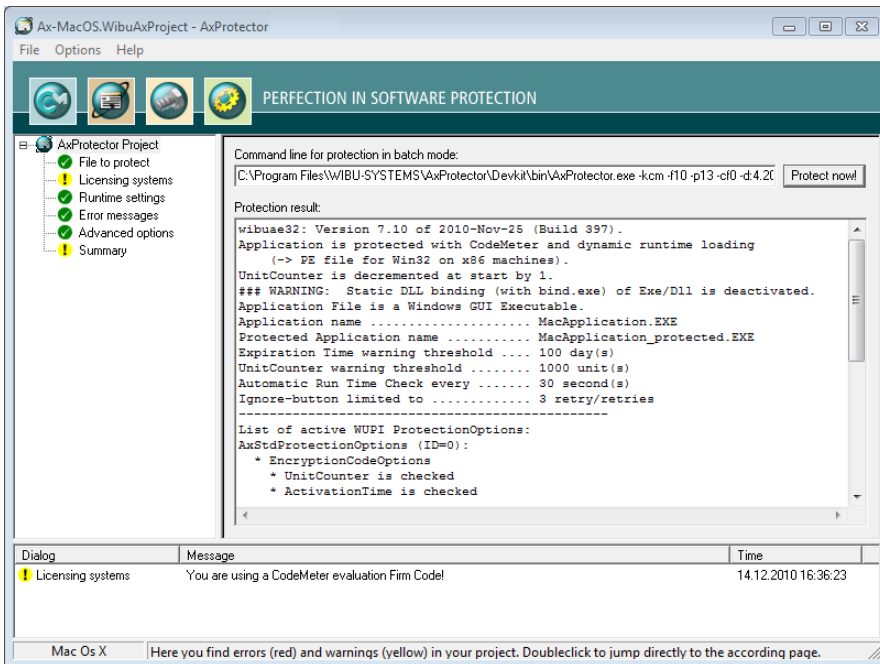 Ax-MacOS.WibuAxProject - AxProtector
File Options Help
PERFECTION IN SOFTWARE PROTECTION
AxProtector Project
File to protect
Licensing systems
Runtime settings
Error messages
Advanced options
Summary
Command line for protection in batch mode:
C:\Program Files\WIBU-SYSTEMS\AxProtector\Devkit\bin\AxProtector.exe -kcm -f10 -p13 -cf0 -d:4.20
Protect now!
Protection result:
wibuae32: Version 7.10 of 2010-Nov-25 (Build 397).
Application is protected with CodeMeter and dynamic runtime loading
(-> PE file for Win32 on x86 machines).
UnitCounter is decremented at start by 1.
### WARNING: Static DLL binding (with bind.exe) of Exe/Dll is deactivated.
Application File is a Windows GUI Executable.
Application name ..................... MacApplication.EXE
Protected Application name ........... MacApplication_protected.EXE
Expiration Time warning threshold .... 100 day(s)
UnitCounter warning threshold ........ 1000 unit(s)
Automatic Run Time Check every ....... 30 second(s)
Ignore-button limited to ............. 3 retry/retries
------------------------------------------------
List of active WUPI ProtectionOptions:
AxStdProtectionOptions (ID=0):
* EncryptionCodeOptions
* UnitCounter is checked
* ActivationTime is checked
Dialog Message Time
Licensing systems You are using a CodeMeter evaluation Firm Code! 14.12.2010 16:36:23
Mac Os X Here you find errors (red) and warnings (yellow) in your project. Doubleclick to jump directly to the according page.